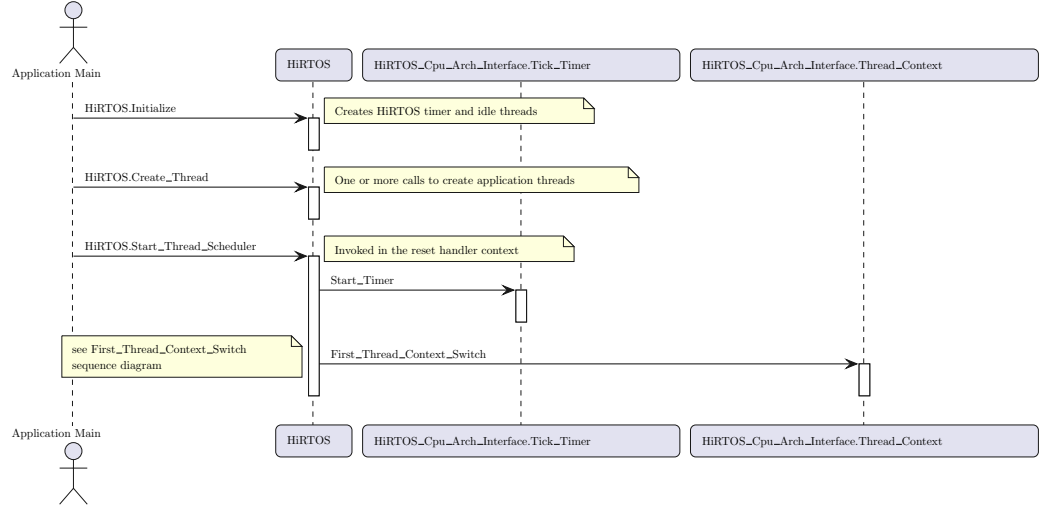 Application Main
HiRTOS
HiRTOS_Cpu_Arch_Interface.Tick_Timer
HiRTOS_Cpu_Arch_Interface.Thread_Context
HiRTOS.Initialize
Creates HiRTOS timer and idle threads
HiRTOS.Create_Thread
One or more calls to create application threads
HiRTOS.Start_Thread_Scheduler
Invoked in the reset handler context
Start_Timer
see First_Thread_Context_Switch
sequence diagram
First_Thread_Context_Switch
Application Main
HiRTOS
HiRTOS_Cpu_Arch_Interface.Tick_Timer
HiRTOS_Cpu_Arch_Interface.Thread_Context